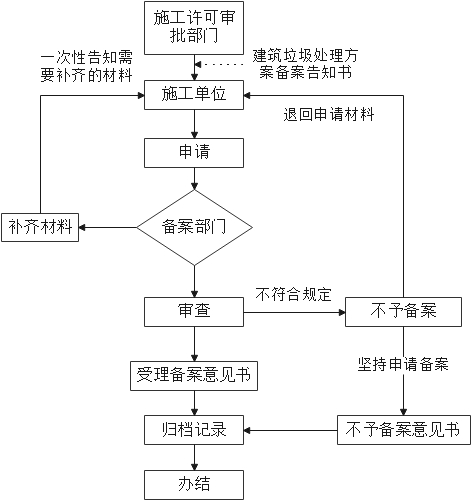 施工许可审
批部门
一次性告知需
要补齐的材料
建筑垃圾处理方
案备案告知书
施工单位
退回申请材料
申请
补齐材料
备案部门
不符合规定
审查
不予备案
坚持申请备案
受理备案意见书
归档记录
不予备案意见书
办结